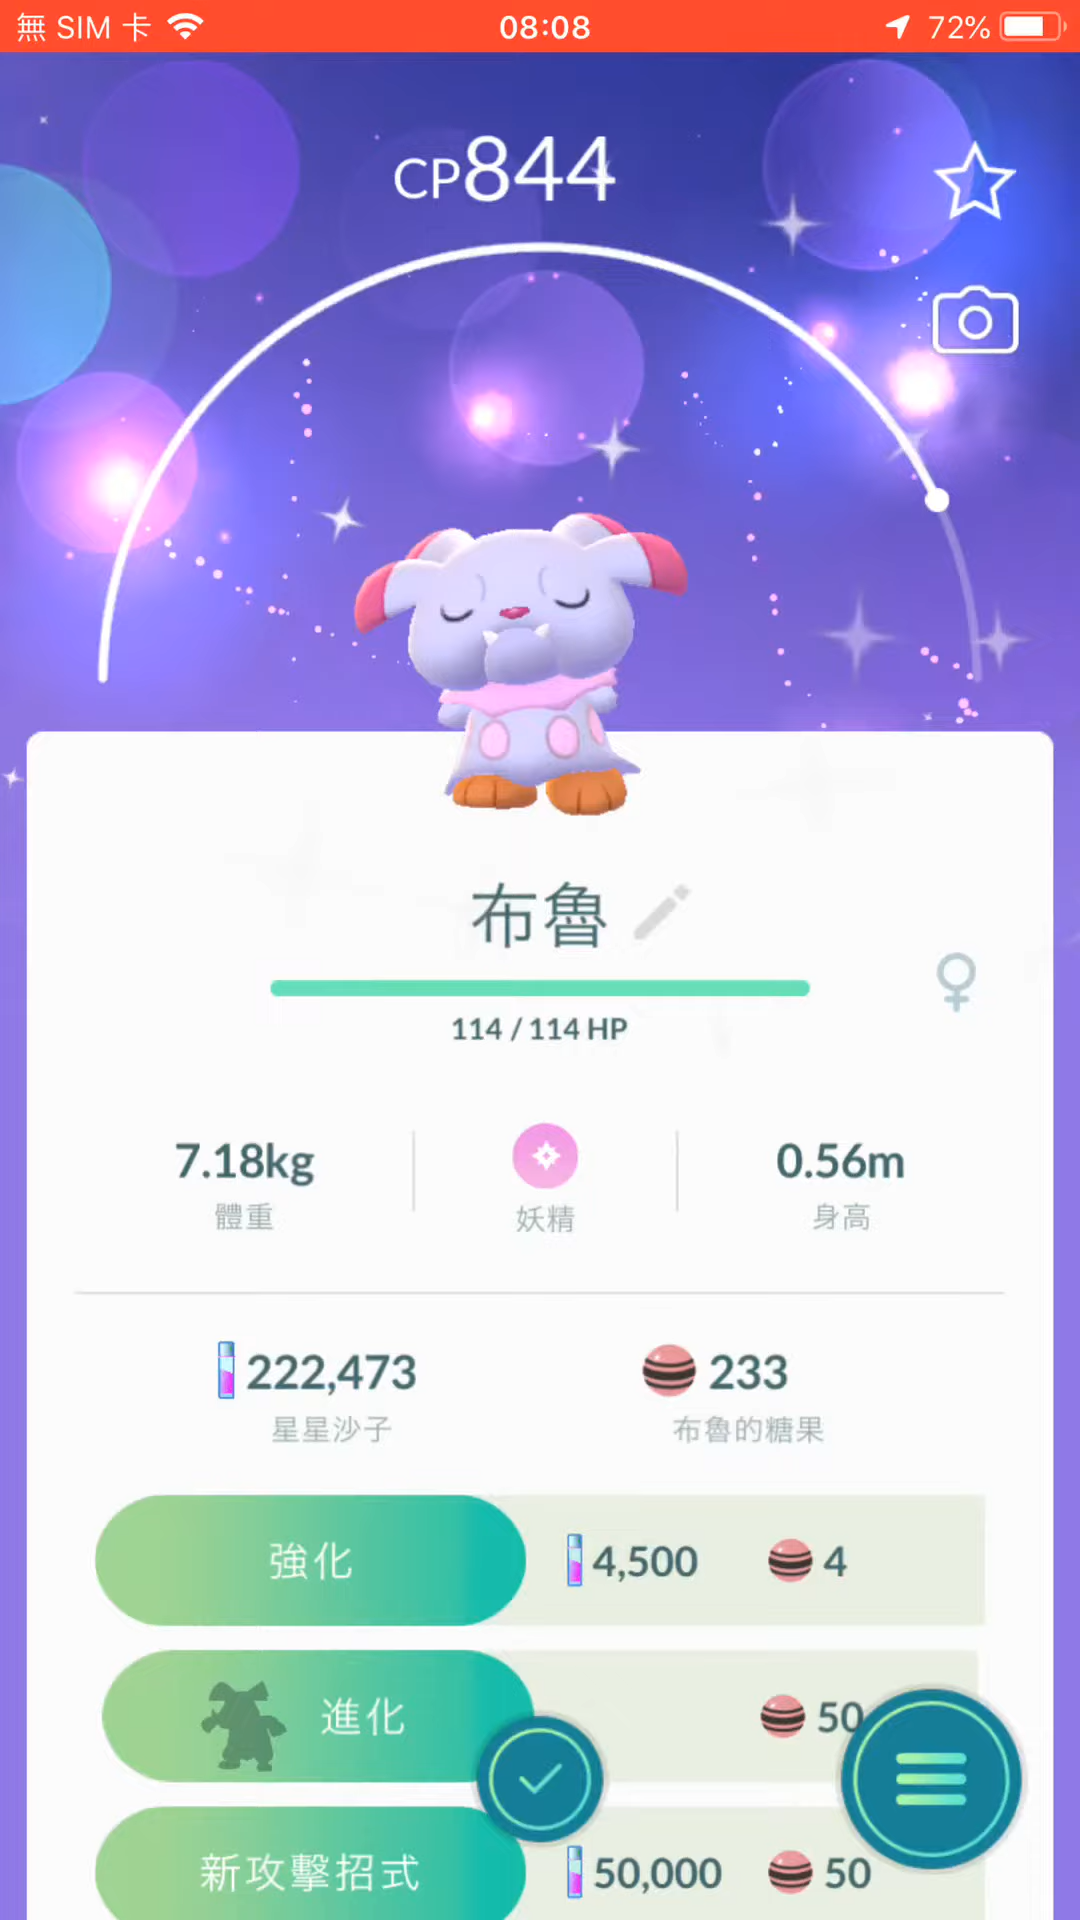 無 SIM 卡 08:08 72%
CP844
布魯
114 / 114 HP
7.18kg 0.56m
體重 妖精 身高
222,473 233
星星沙子 布魯的糖果
強化 4,500 4
進化 50
新攻擊招式 50,000 50